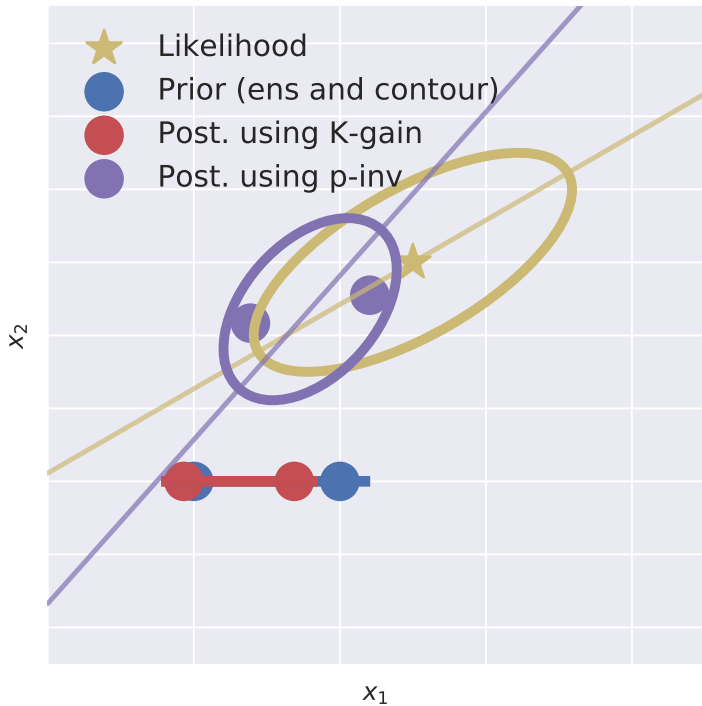 Likelihood
Prior (ens and contour)
Post. using K-gain
Post. using p-inv
x₂
x₁